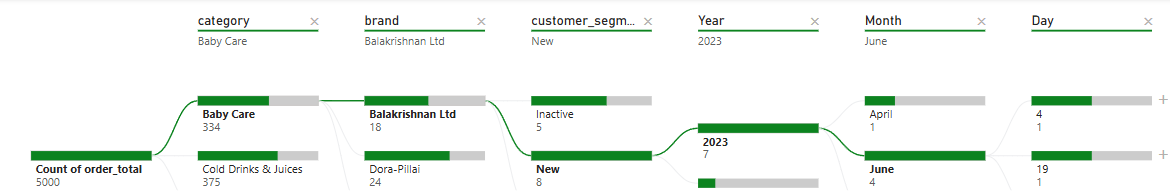 category × brand × customer_segm... × Year × Month × Day ×
Baby Care Balakrishnan Ltd New 2023 June
Baby Care Balakrishnan Ltd Inactive April 4 +
334 18 5 1 1
2023
7
Count of order_total Cold Drinks & Juices Dora-Pillai New June 19 +
5000 375 24 8 4 1